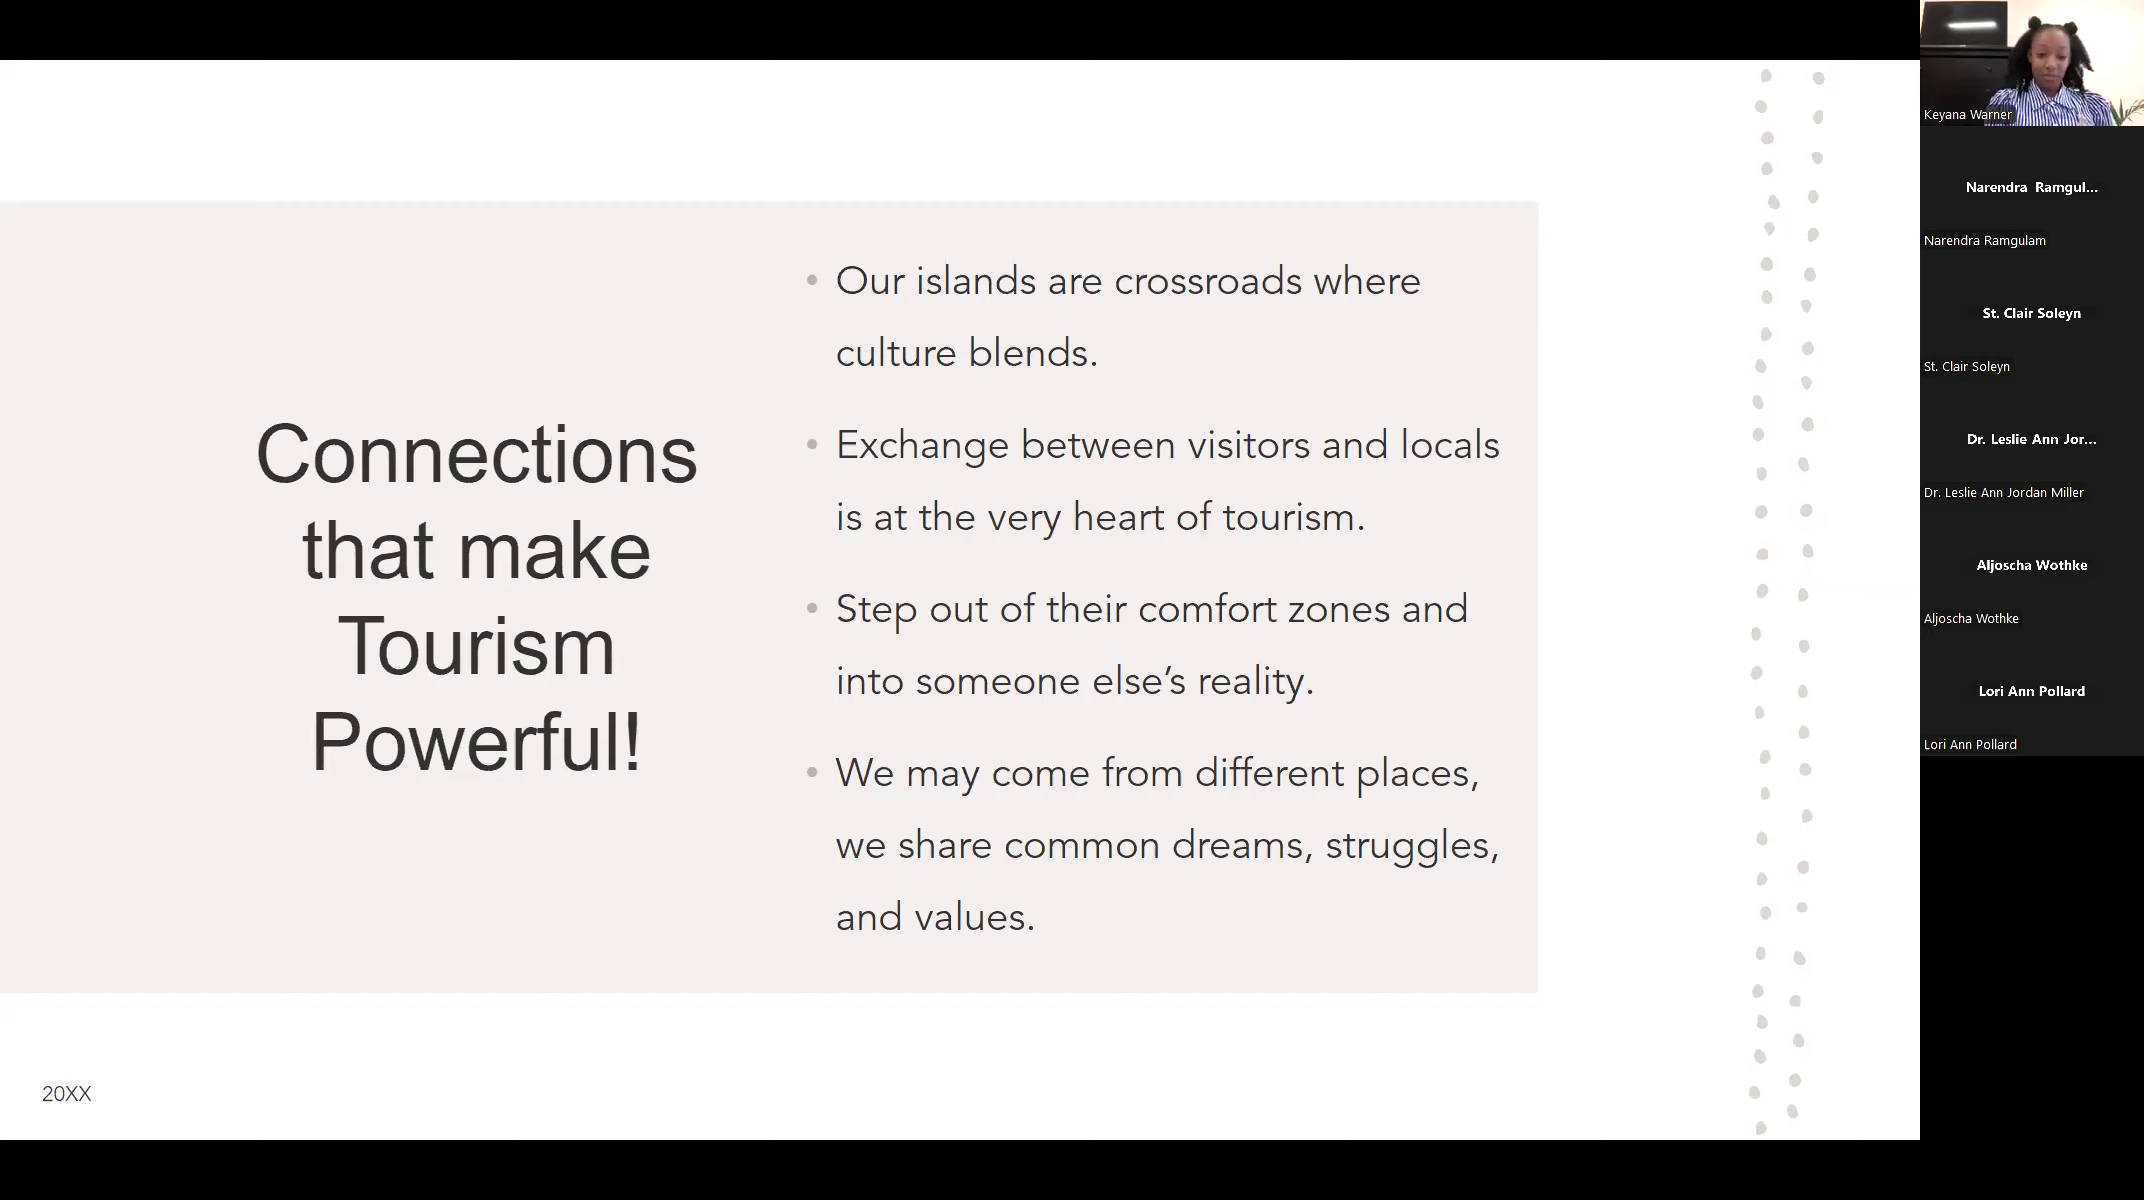 Connections
that make
Tourism
Powerful!
• Our islands are crossroads where
culture blends.
• Exchange between visitors and locals
is at the very heart of tourism.
• Step out of their comfort zones and
into someone else’s reality.
• We may come from different places,
we share common dreams, struggles,
and values.
20XX
Keyana Warner
Narendra Ramgul...
Narendra Ramgulam
St. Clair Soleyn
St. Clair Soleyn
Dr. Leslie Ann Jor...
Dr. Leslie Ann Jordan Miller
Aljoscha Wothke
Aljoscha Wothke
Lori Ann Pollard
Lori Ann Pollard